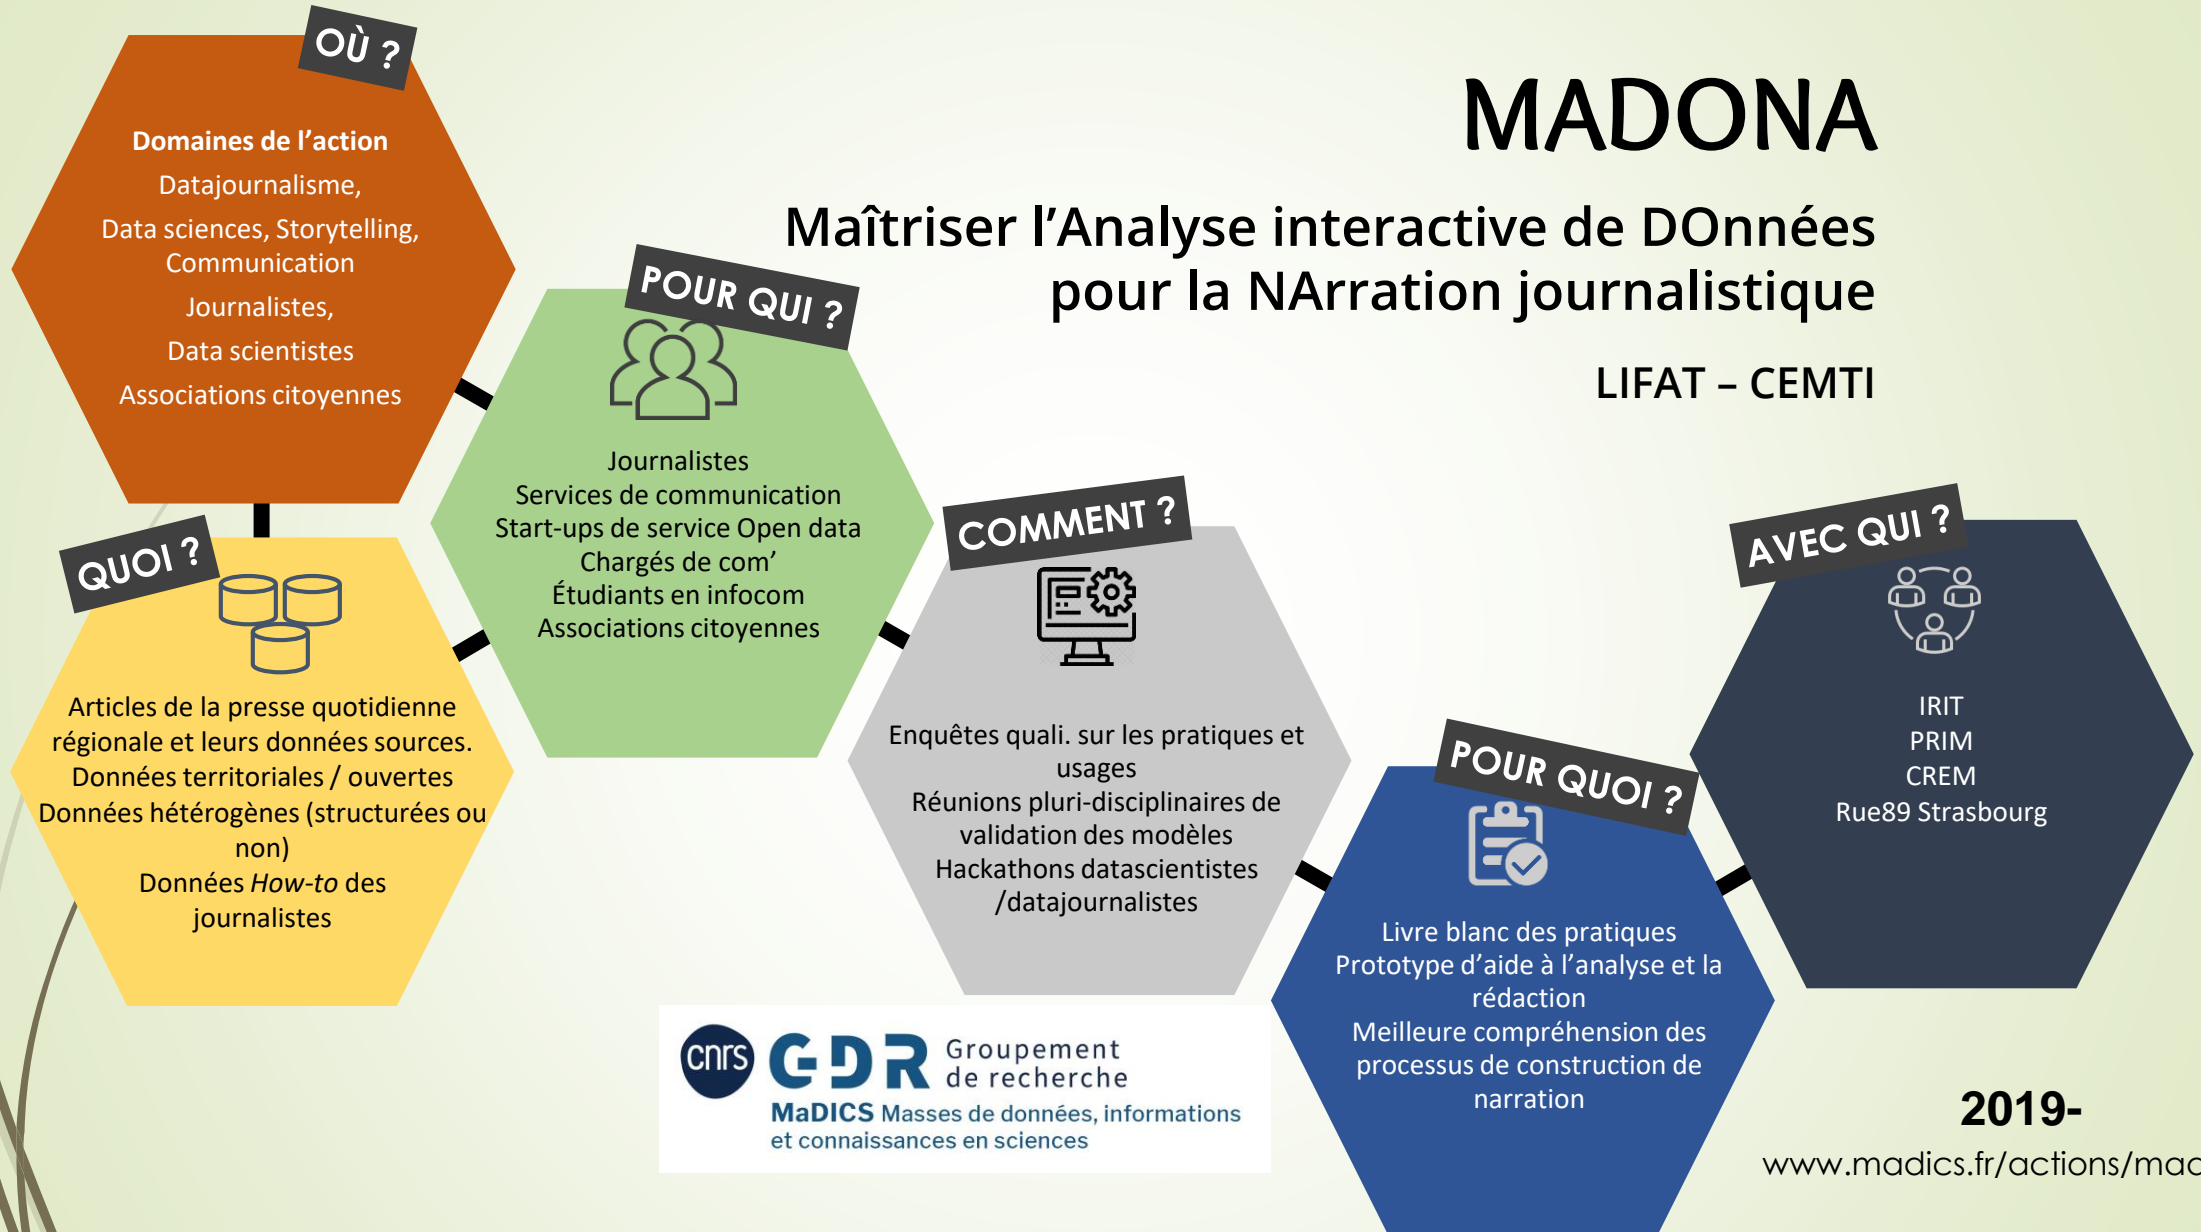 MADONA
Maîtriser l’Analyse interactive de DOnnées
pour la NArration journalistique
LIFAT – CEMTI
OÙ ?
Domaines de l’action
Datajournalisme,
Data sciences, Storytelling,
Communication
Journalistes,
Data scientistes
Associations citoyennes
QUOI ?
Articles de la presse quotidienne
régionale et leurs données sources.
Données territoriales / ouvertes
Données hétérogènes (structurées ou
non)
Données How-to des
journalistes
POUR QUI ?
Journalistes
Services de communication
Start-ups de service Open data
Chargés de com’
Étudiants en infocom
Associations citoyennes
COMMENT ?
Enquêtes quali. sur les pratiques et
usages
Réunions pluri-disciplinaires de
validation des modèles
Hackathons datascientistes
/datajournalistes
POUR QUOI ?
Livre blanc des pratiques
Prototype d’aide à l’analyse et la
rédaction
Meilleure compréhension des
processus de construction de
narration
AVEC QUI ?
IRIT
PRIM
CREM
Rue89 Strasbourg
cnrs
GDR
Groupement
de recherche
MaDICS Masses de données, informations
et connaissances en sciences
2019-
www.madics.fr/actions/mad